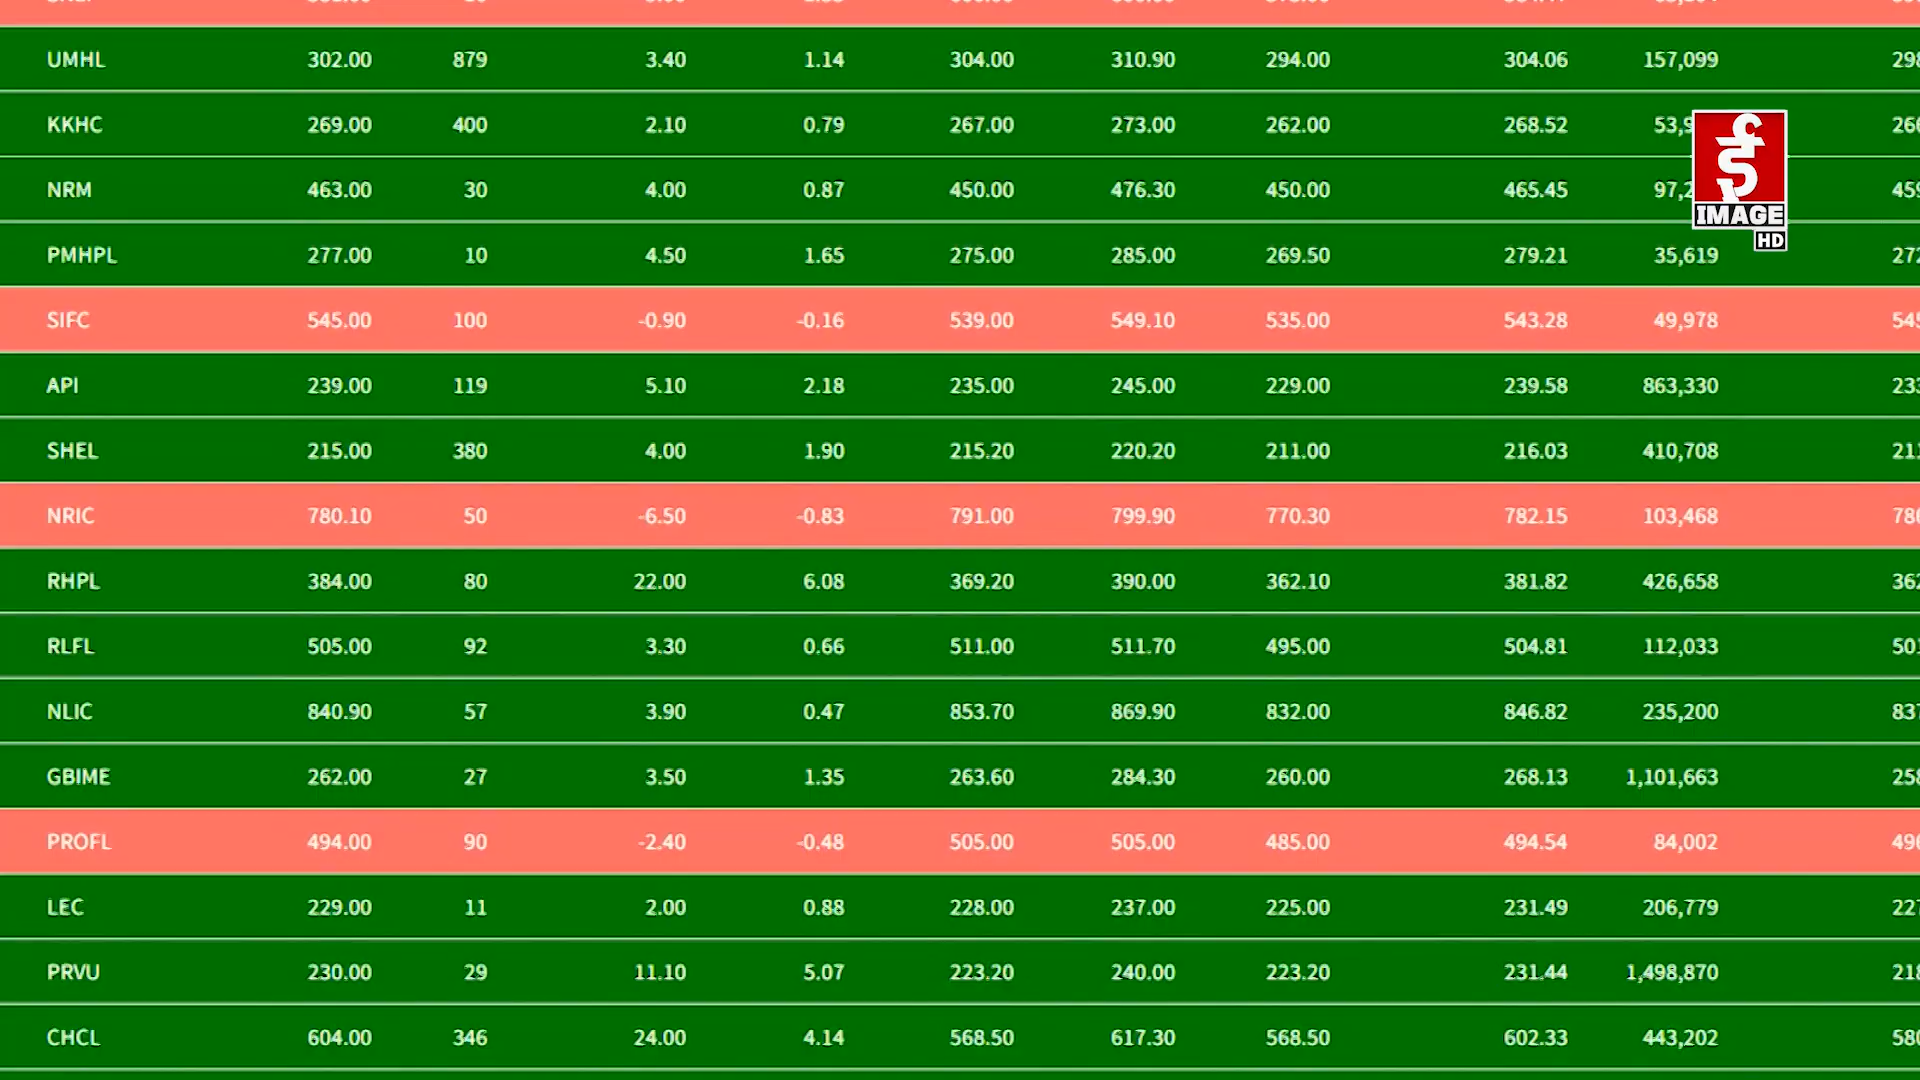 UMHL 302.00 879 3.40 1.14 304.00 310.90 294.00 304.06 157,099
KKHC 269.00 400 2.10 0.79 267.00 273.00 262.00 268.52
NRM 463.00 30 4.00 0.87 450.00 476.30 450.00 465.45
PMHPL 277.00 10 4.50 1.65 275.00 285.00 269.50 279.21 35,619
SIFC 545.00 100 -0.90 -0.16 539.00 549.10 535.00 543.28 49,978
API 239.00 119 5.10 2.18 235.00 245.00 229.00 239.58 863,330
SHEL 215.00 380 4.00 1.90 215.20 220.20 211.00 216.03 410,708
NRIC 780.10 50 -6.50 -0.83 791.00 799.90 770.30 782.15 103,468
RHPL 384.00 80 22.00 6.08 369.20 390.00 362.10 381.82 426,658
RLFL 505.00 92 3.30 0.66 511.00 511.70 495.00 504.81 112,033
NLIC 840.90 57 3.90 0.47 853.70 869.90 832.00 846.82 235,200
GBIME 262.00 27 3.50 1.35 263.60 284.30 260.00 268.13 1,101,663
PROFL 494.00 90 -2.40 -0.48 505.00 505.00 485.00 494.54 84,002
LEC 229.00 11 2.00 0.88 228.00 237.00 225.00 231.49 206,779
PRVU 230.00 29 11.10 5.07 223.20 240.00 223.20 231.44 1,498,870
CHCL 604.00 346 24.00 4.14 568.50 617.30 568.50 602.33 443,202
IMAGE
HD